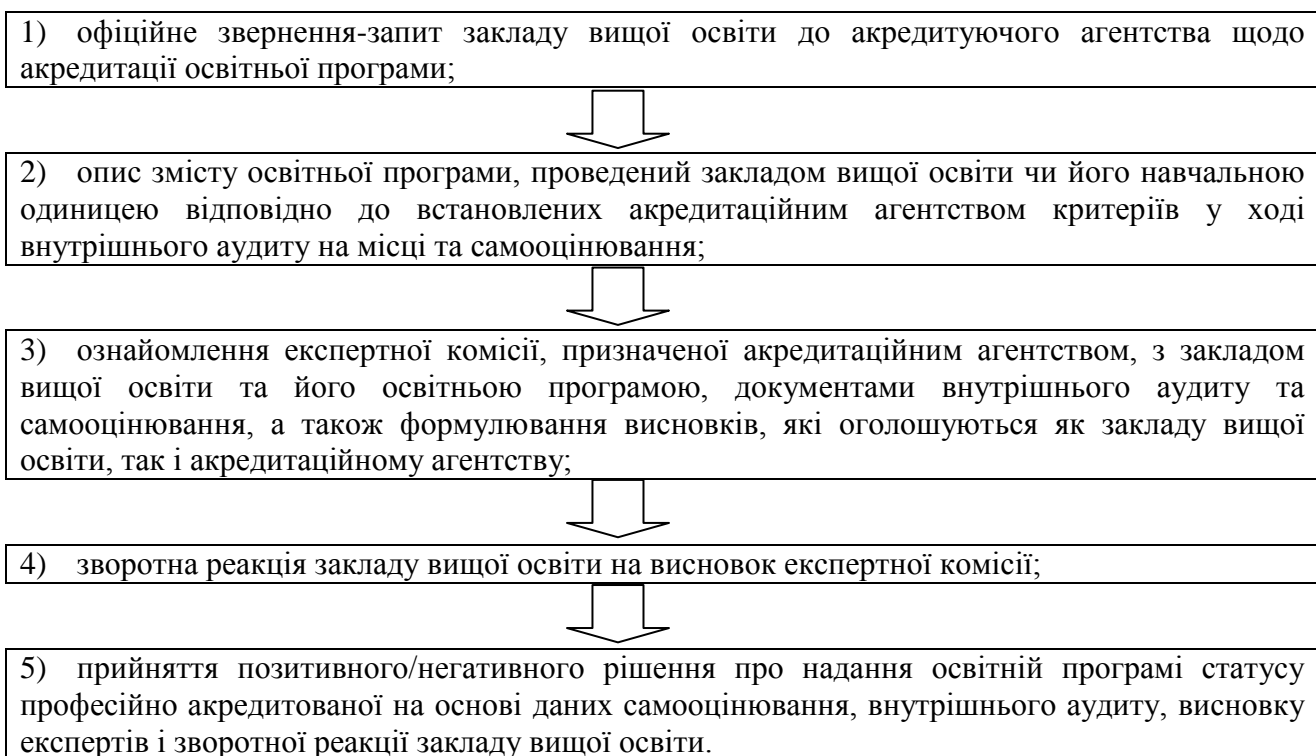 1) офіційне звернення-запит закладу вищої освіти до акредитуючого агентства щодо
акредитації освітньої програми;
2) опис змісту освітньої програми, проведений закладом вищої освіти чи його навчальною
одиницею відповідно до встановлених акредитаційним агентством критеріїв у ході
внутрішнього аудиту на місці та самооцінювання;
3) ознайомлення експертної комісії, призначеної акредитаційним агентством, з закладом
вищої освіти та його освітньою програмою, документами внутрішнього аудиту та
самооцінювання, а також формулювання висновків, які оголошуються як закладу вищої
освіти, так і акредитаційному агентству;
4) зворотна реакція закладу вищої освіти на висновок експертної комісії;
5) прийняття позитивного/негативного рішення про надання освітній програмі статусу
професійно акредитованої на основі даних самооцінювання, внутрішнього аудиту, висновку
експертів і зворотної реакції закладу вищої освіти.